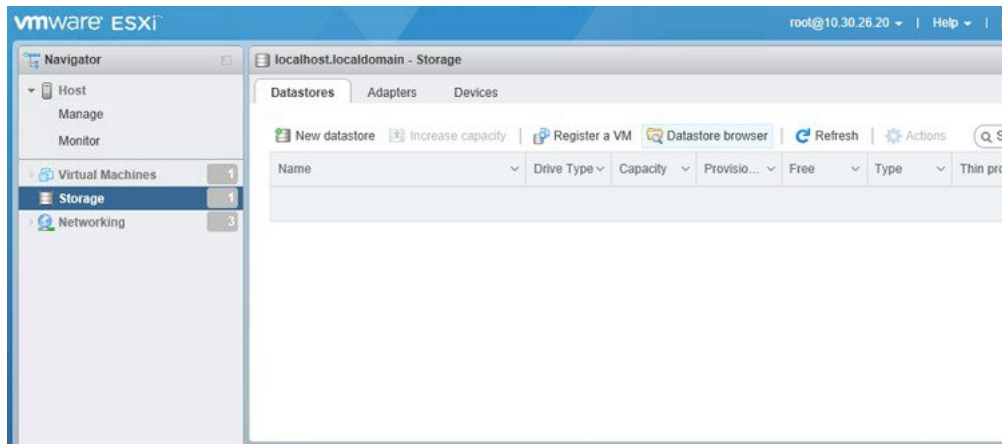 vmware ESXi
root@10.30.26.20 | Help |
Navigator
Host
Manage
Monitor
Virtual Machines 1
Storage 1
Networking 3
localhost.localdomain - Storage
Datastores Adapters Devices
New datastore Increase capacity | Register a VM Datastore browser | Refresh | Actions
Name Drive Type Capacity Provisio... Free Type Thin pro